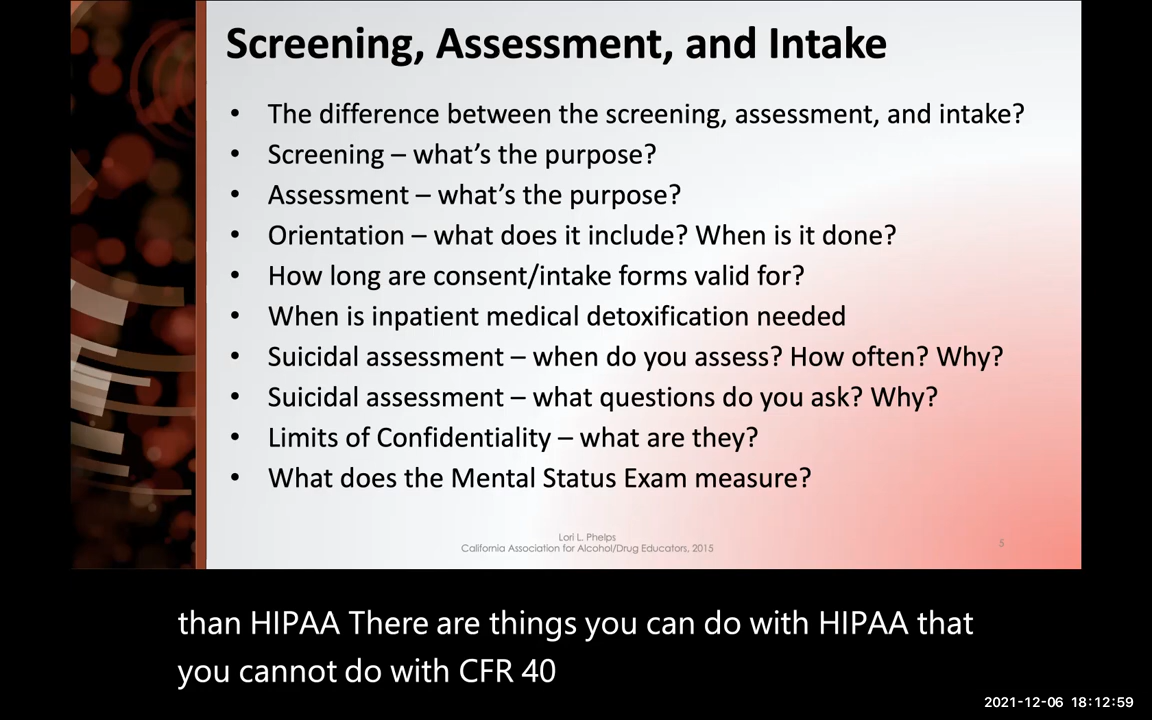 Screening, Assessment, and Intake
• The difference between the screening, assessment, and intake?
• Screening – what's the purpose?
• Assessment – what's the purpose?
• Orientation – what does it include? When is it done?
• How long are consent/intake forms valid for?
• When is inpatient medical detoxification needed
• Suicidal assessment – when do you assess? How often? Why?
• Suicidal assessment – what questions do you ask? Why?
• Limits of Confidentiality – what are they?
• What does the Mental Status Exam measure?
Lori L. Phelps
California Association for Alcohol/Drug Educators, 2015
5
than HIPAA There are things you can do with HIPAA that
you cannot do with CFR 40
2021-12-06 18:12:59